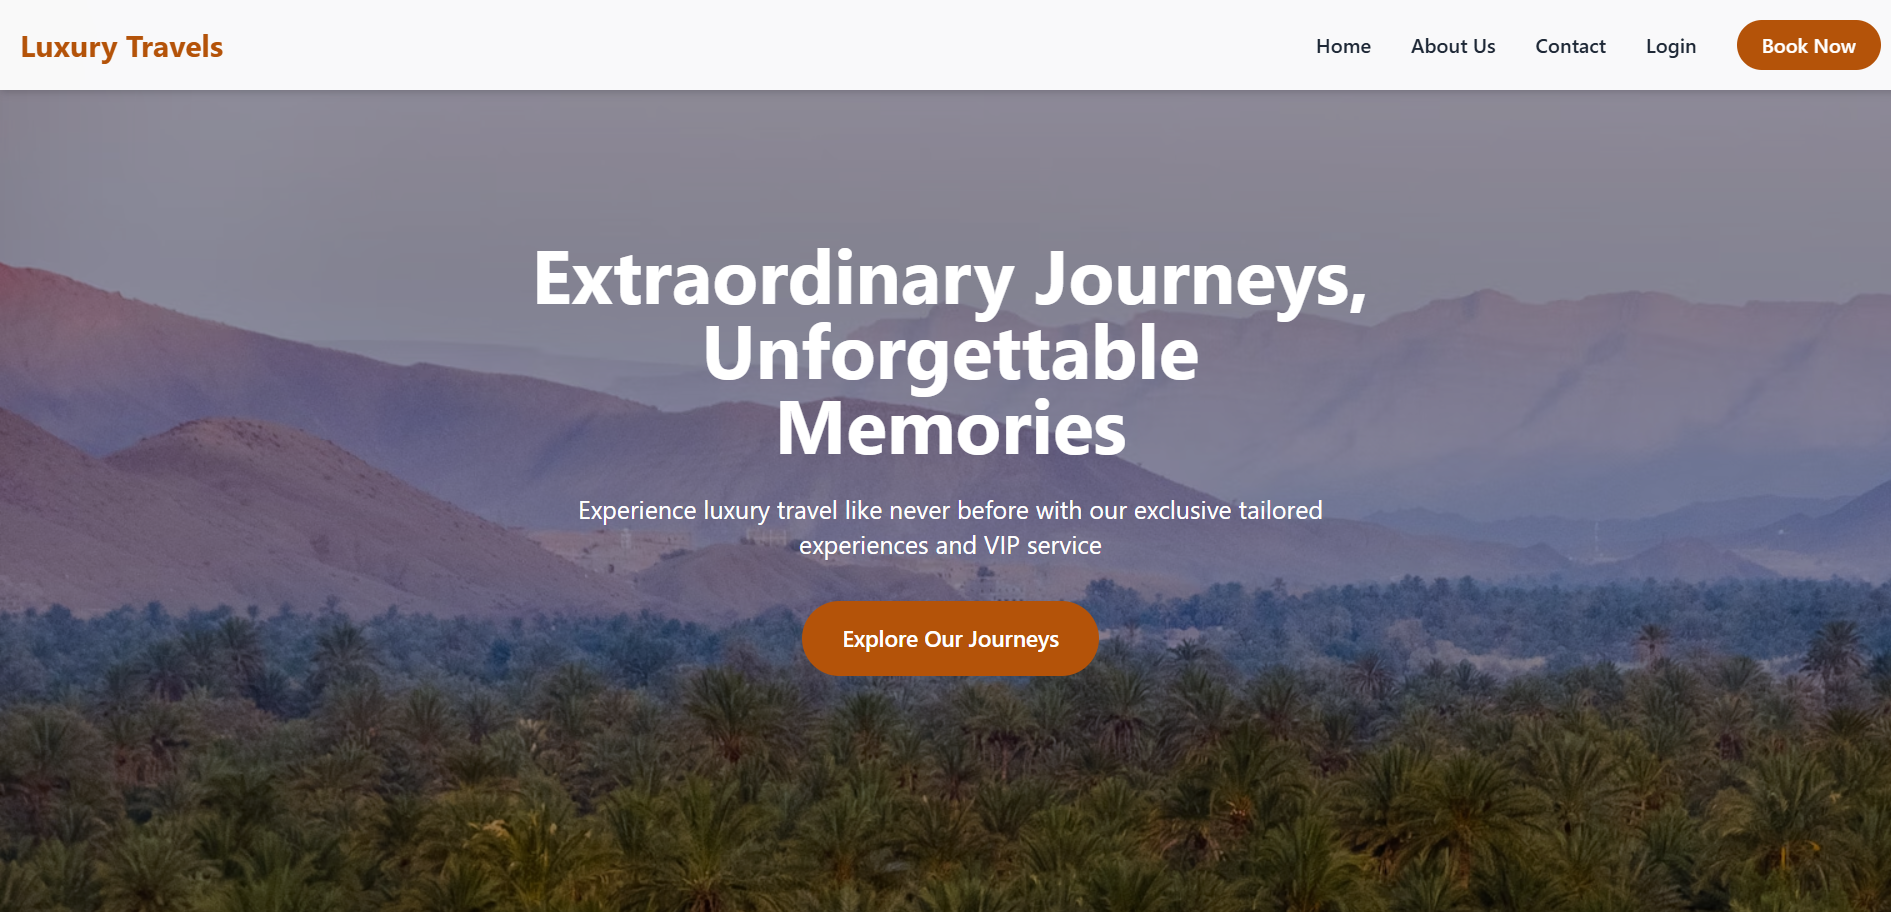 Luxury Travels
Home
About Us
Contact
Login
Book Now
Extraordinary Journeys,
Unforgettable
Memories
Experience luxury travel like never before with our exclusive tailored
experiences and VIP service
Explore Our Journeys